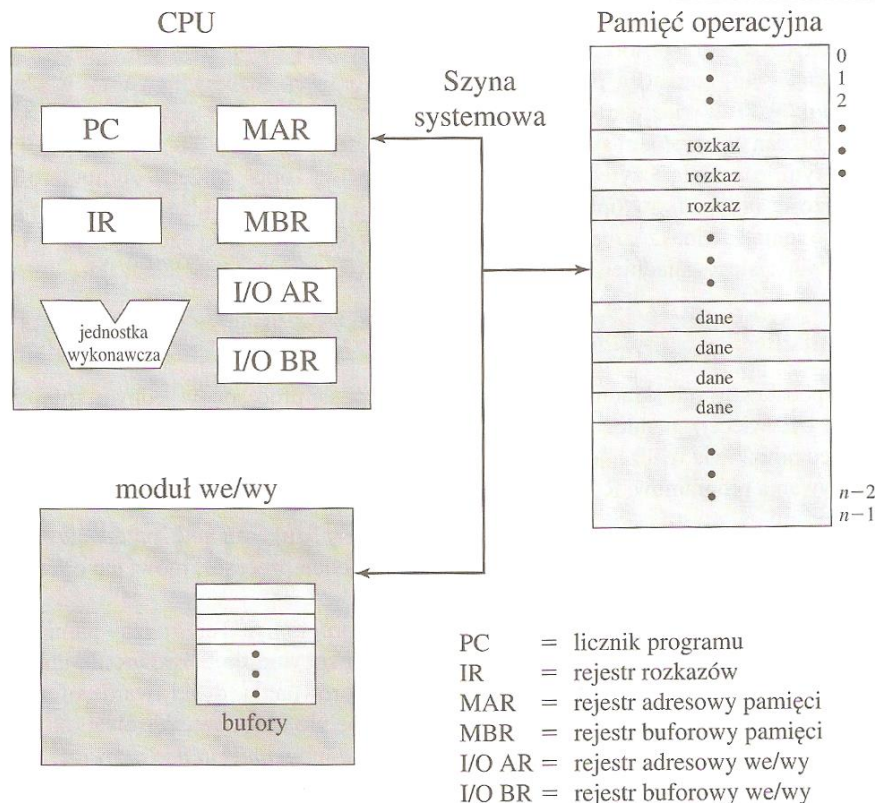 CPU
PC
MAR
IR
MBR
I/O AR
jednostka
wykonawcza
I/O BR
Szyna
systemowa
Pamięć operacyjna
0
1
2
rozkaz
rozkaz
rozkaz
dane
dane
dane
dane
n−2
n−1
moduł we/wy
bufory
PC = licznik programu
IR = rejestr rozkazów
MAR = rejestr adresowy pamięci
MBR = rejestr buforowy pamięci
I/O AR = rejestr adresowy we/wy
I/O BR = rejestr buforowy we/wy